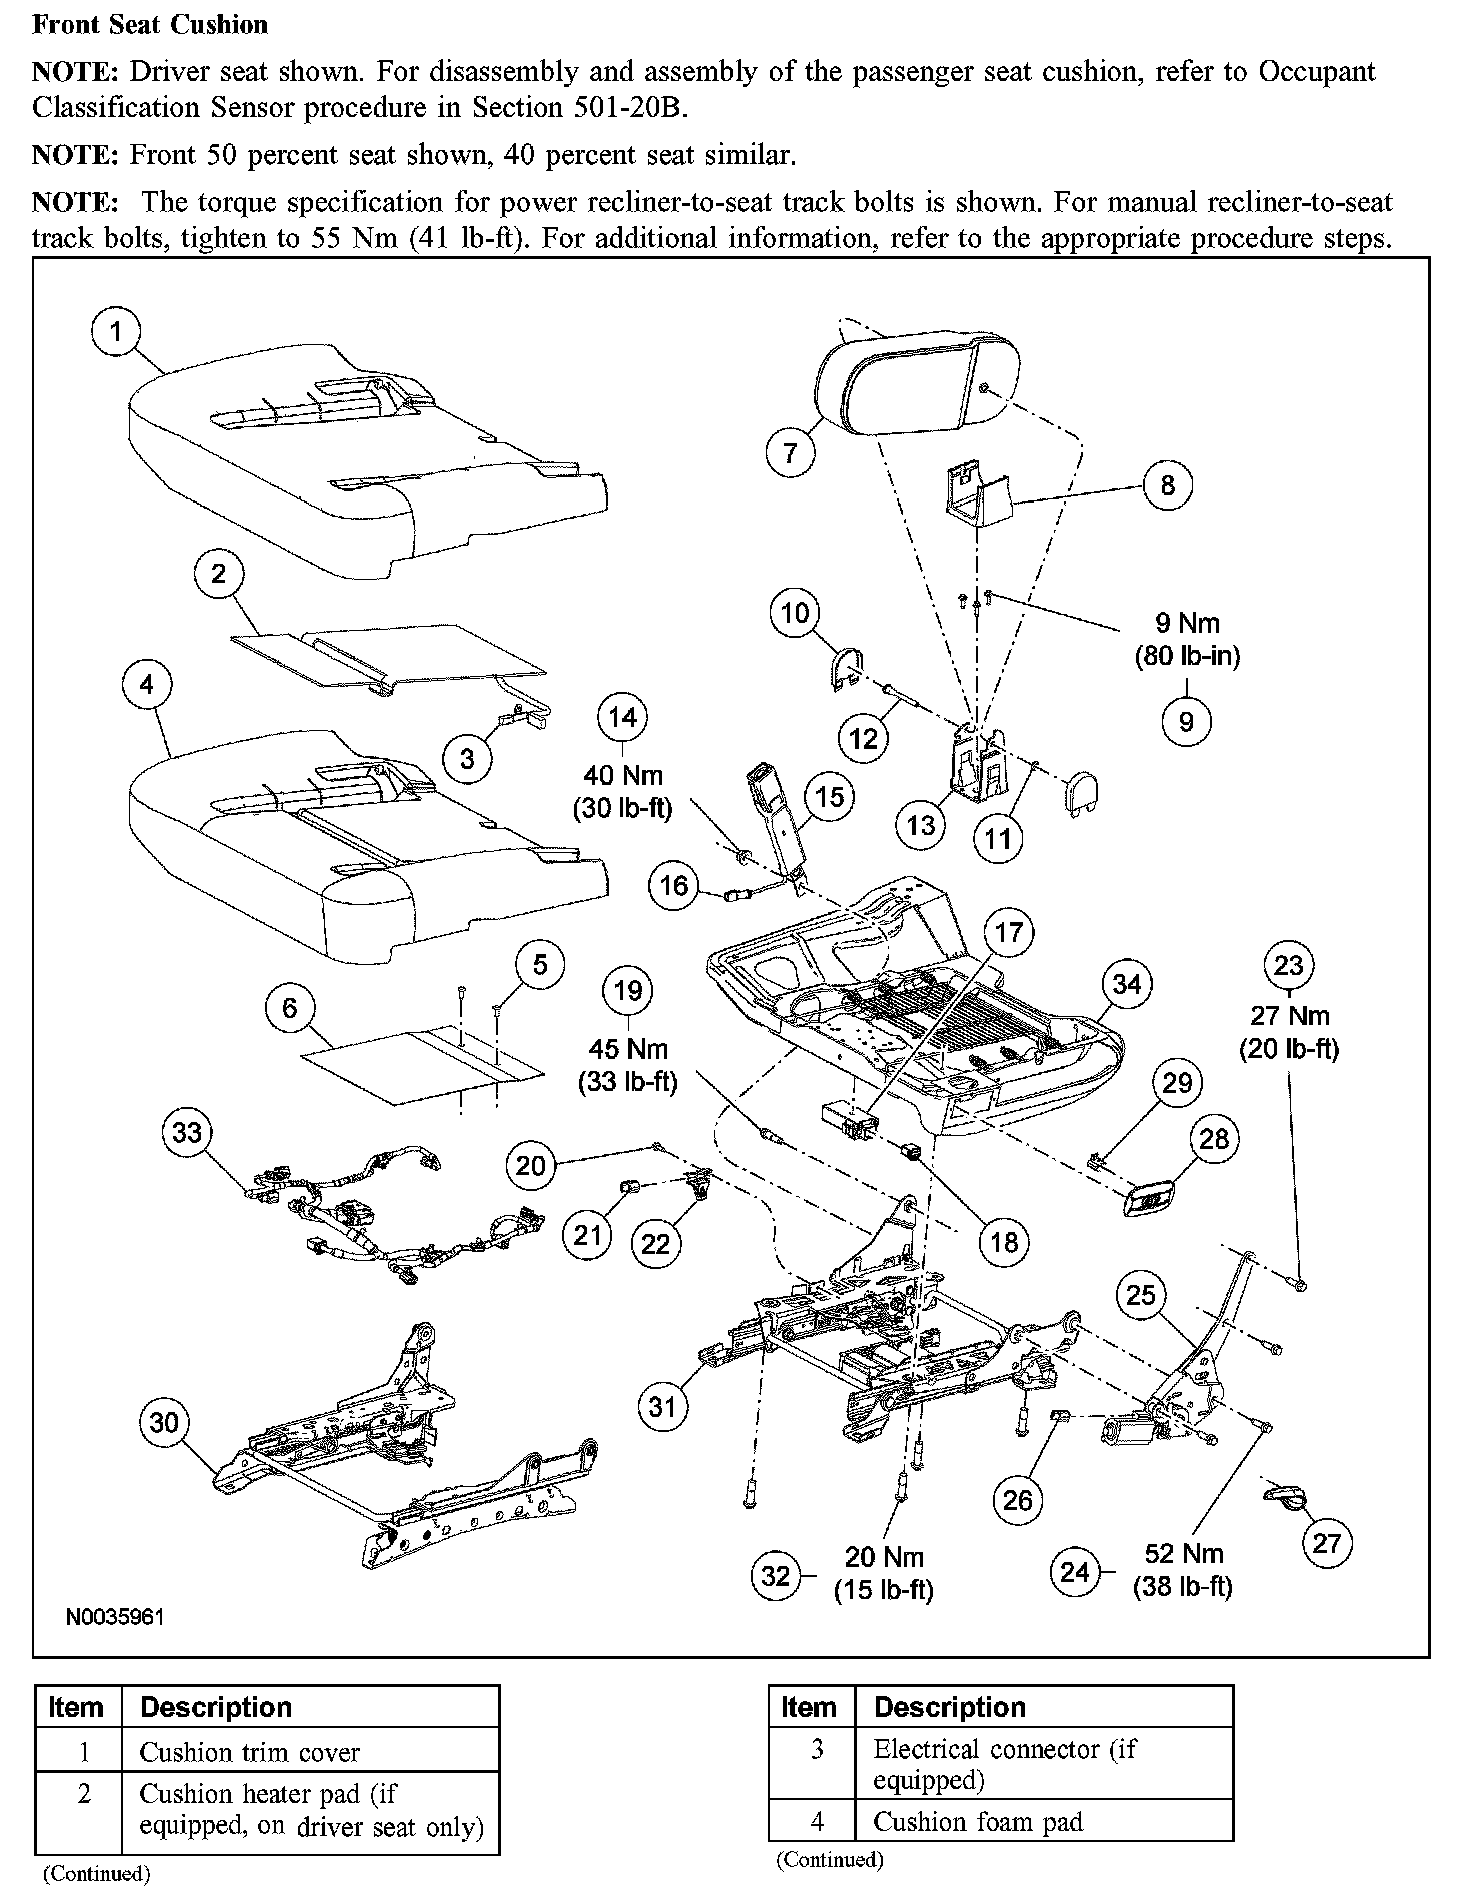 Front Seat Cushion
NOTE: Driver seat shown. For disassembly and assembly of the passenger seat cushion, refer to Occupant
Classification Sensor procedure in Section 501-20B.
NOTE: Front 50 percent seat shown, 40 percent seat similar.
NOTE: The torque specification for power recliner-to-seat track bolts is shown. For manual recliner-to-seat
track bolts, tighten to 55 Nm (41 lb-ft). For additional information, refer to the appropriate procedure steps.
1
7
8
2
10
9 Nm
(80 lb-in)
4
14
12
9
3
40 Nm
(30 lb-ft)
15
13
11
16
17
5
19
34
23
6
27 Nm
(20 lb-ft)
45 Nm
(33 lb-ft)
29
33
28
20
21
22
18
25
31
30
26
27
32
20 Nm
(15 lb-ft)
24
52 Nm
(38 lb-ft)
N0035961
Item Description
1 Cushion trim cover
2 Cushion heater pad (if
equipped, on driver seat only)
(Continued)
Item Description
3 Electrical connector (if
equipped)
4 Cushion foam pad
(Continued)